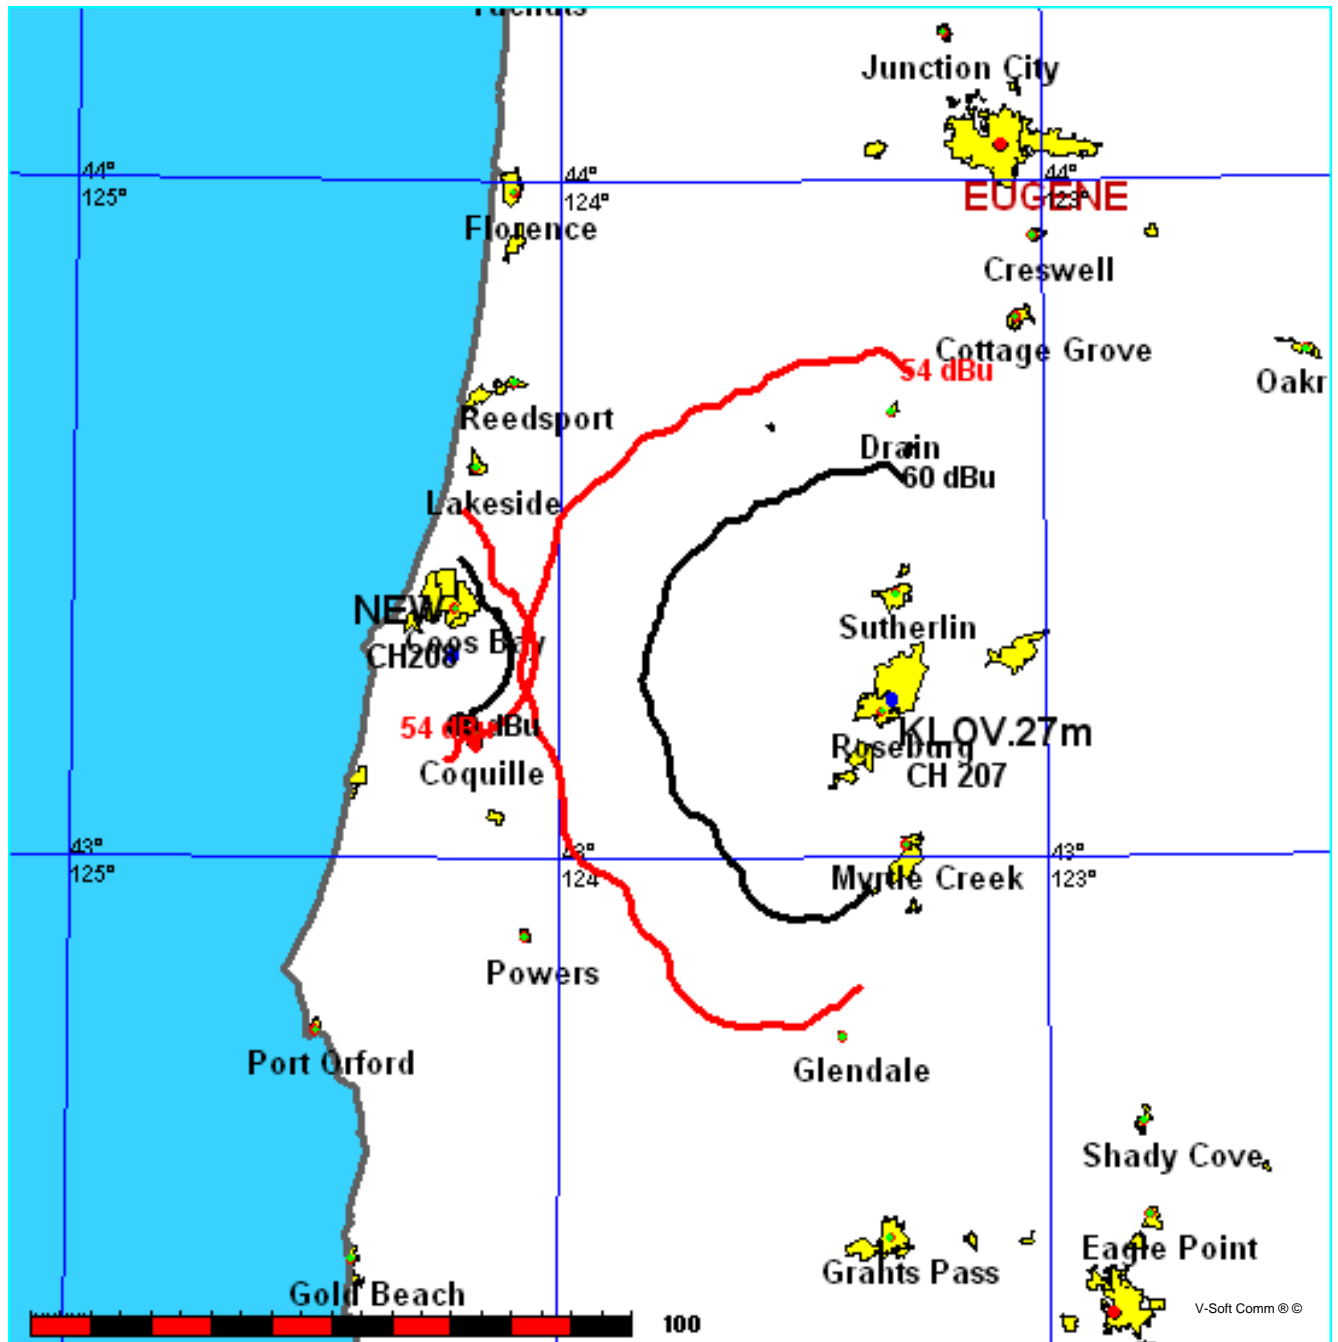 Junction City
44°
125°
44°
124°
44°
123°
EUGENE
Florence
Creswell
Cottage Grove
54 dBu
Oakr
Reedsport
Drain
60 dBu
Lakeside
NEW
Sutherlin
Coos Bay
CH208
54 dBu
dBu
KLOV.27m
Roseburg
Coquille
CH 207
43°
125°
43°
124
43°
123°
Myrtle Creek
Powers
Port Orford
Glendale
Shady Cove
Eagle Point
Grants Pass
Gold Beach
V-Soft Comm ® ©
100